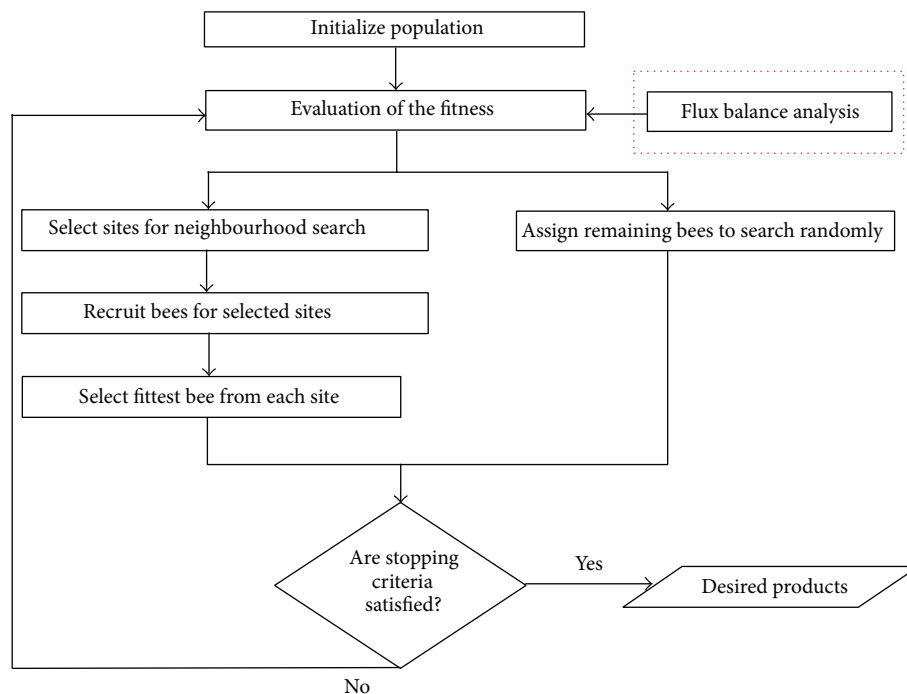 Initialize population
Evaluation of the fitness
Flux balance analysis
Select sites for neighbourhood search
Assign remaining bees to search randomly
Recruit bees for selected sites
Select fittest bee from each site
Are stopping
criteria
satisfied?
Yes
Desired products
No